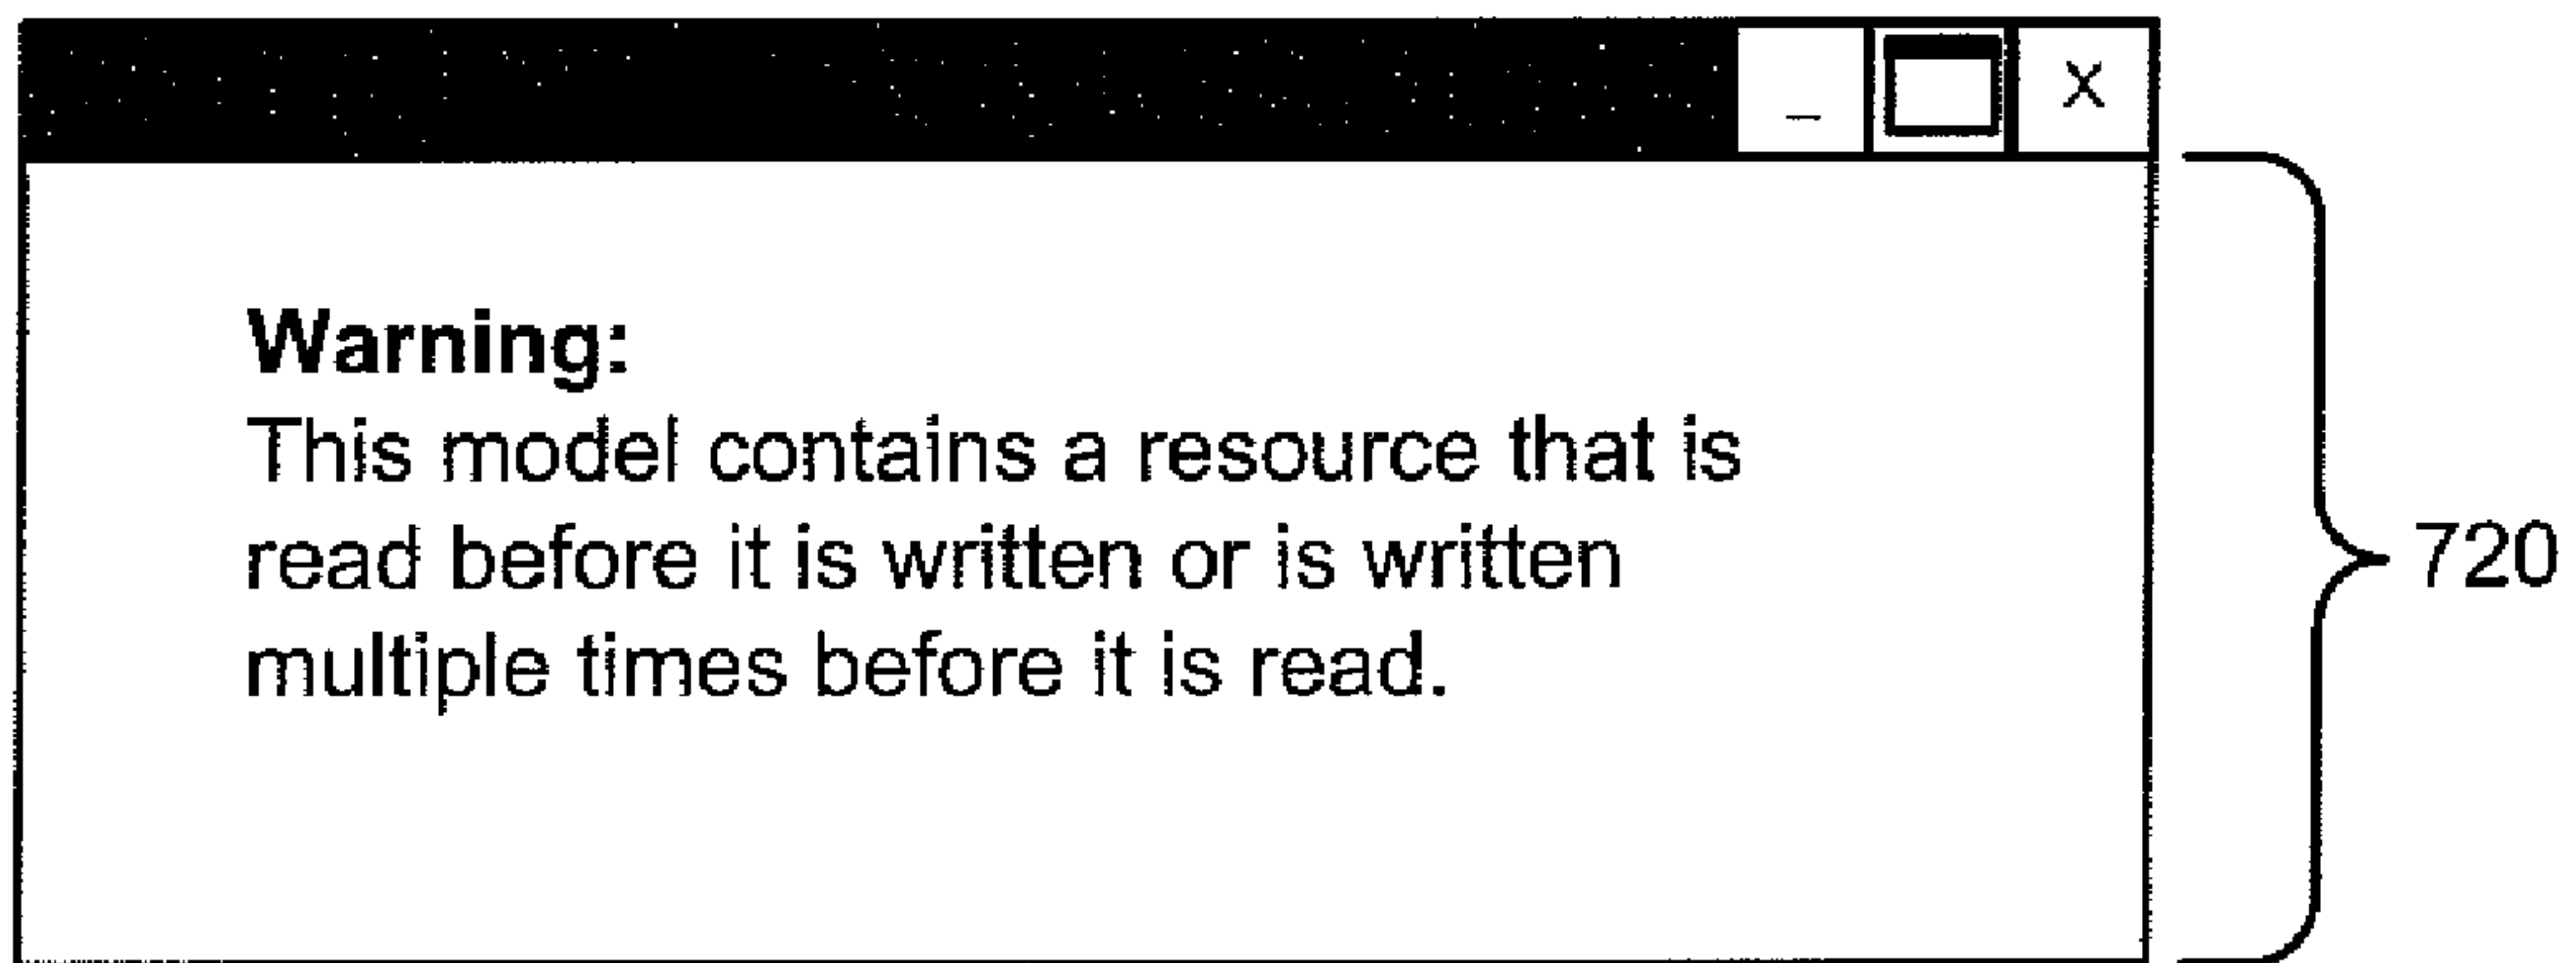 _ X
Warning:
This model contains a resource that is
read before it is written or is written
multiple times before it is read.
720